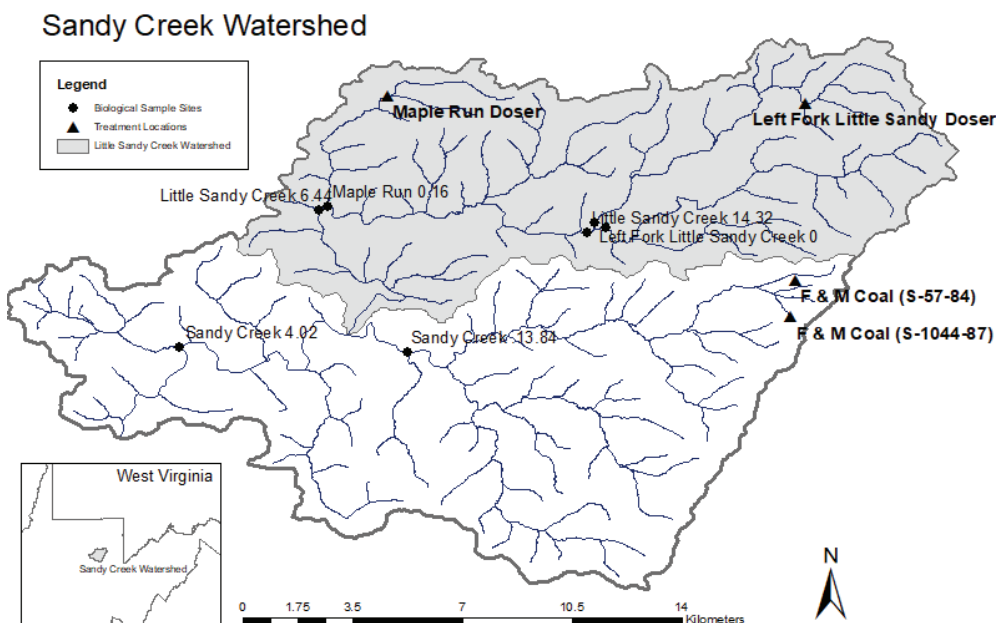 Sandy Creek Watershed
Legend
Biological Sample Sites
Treatment Locations
Little Sandy Creek Watershed
Maple Run Doser
Left Fork Little Sandy Doser
Little Sandy Creek 6.44
Maple Run 0.16
Little Sandy Creek 14.32
Left Fork Little Sandy Creek 0
F & M Coal (S-57-84)
F & M Coal (S-1044-87)
Sandy Creek 4.02
Sandy Creek 13.84
West Virginia
Sandy Creek Watershed
N
0 1.75 3.5 7 10.5 14
Kilometers